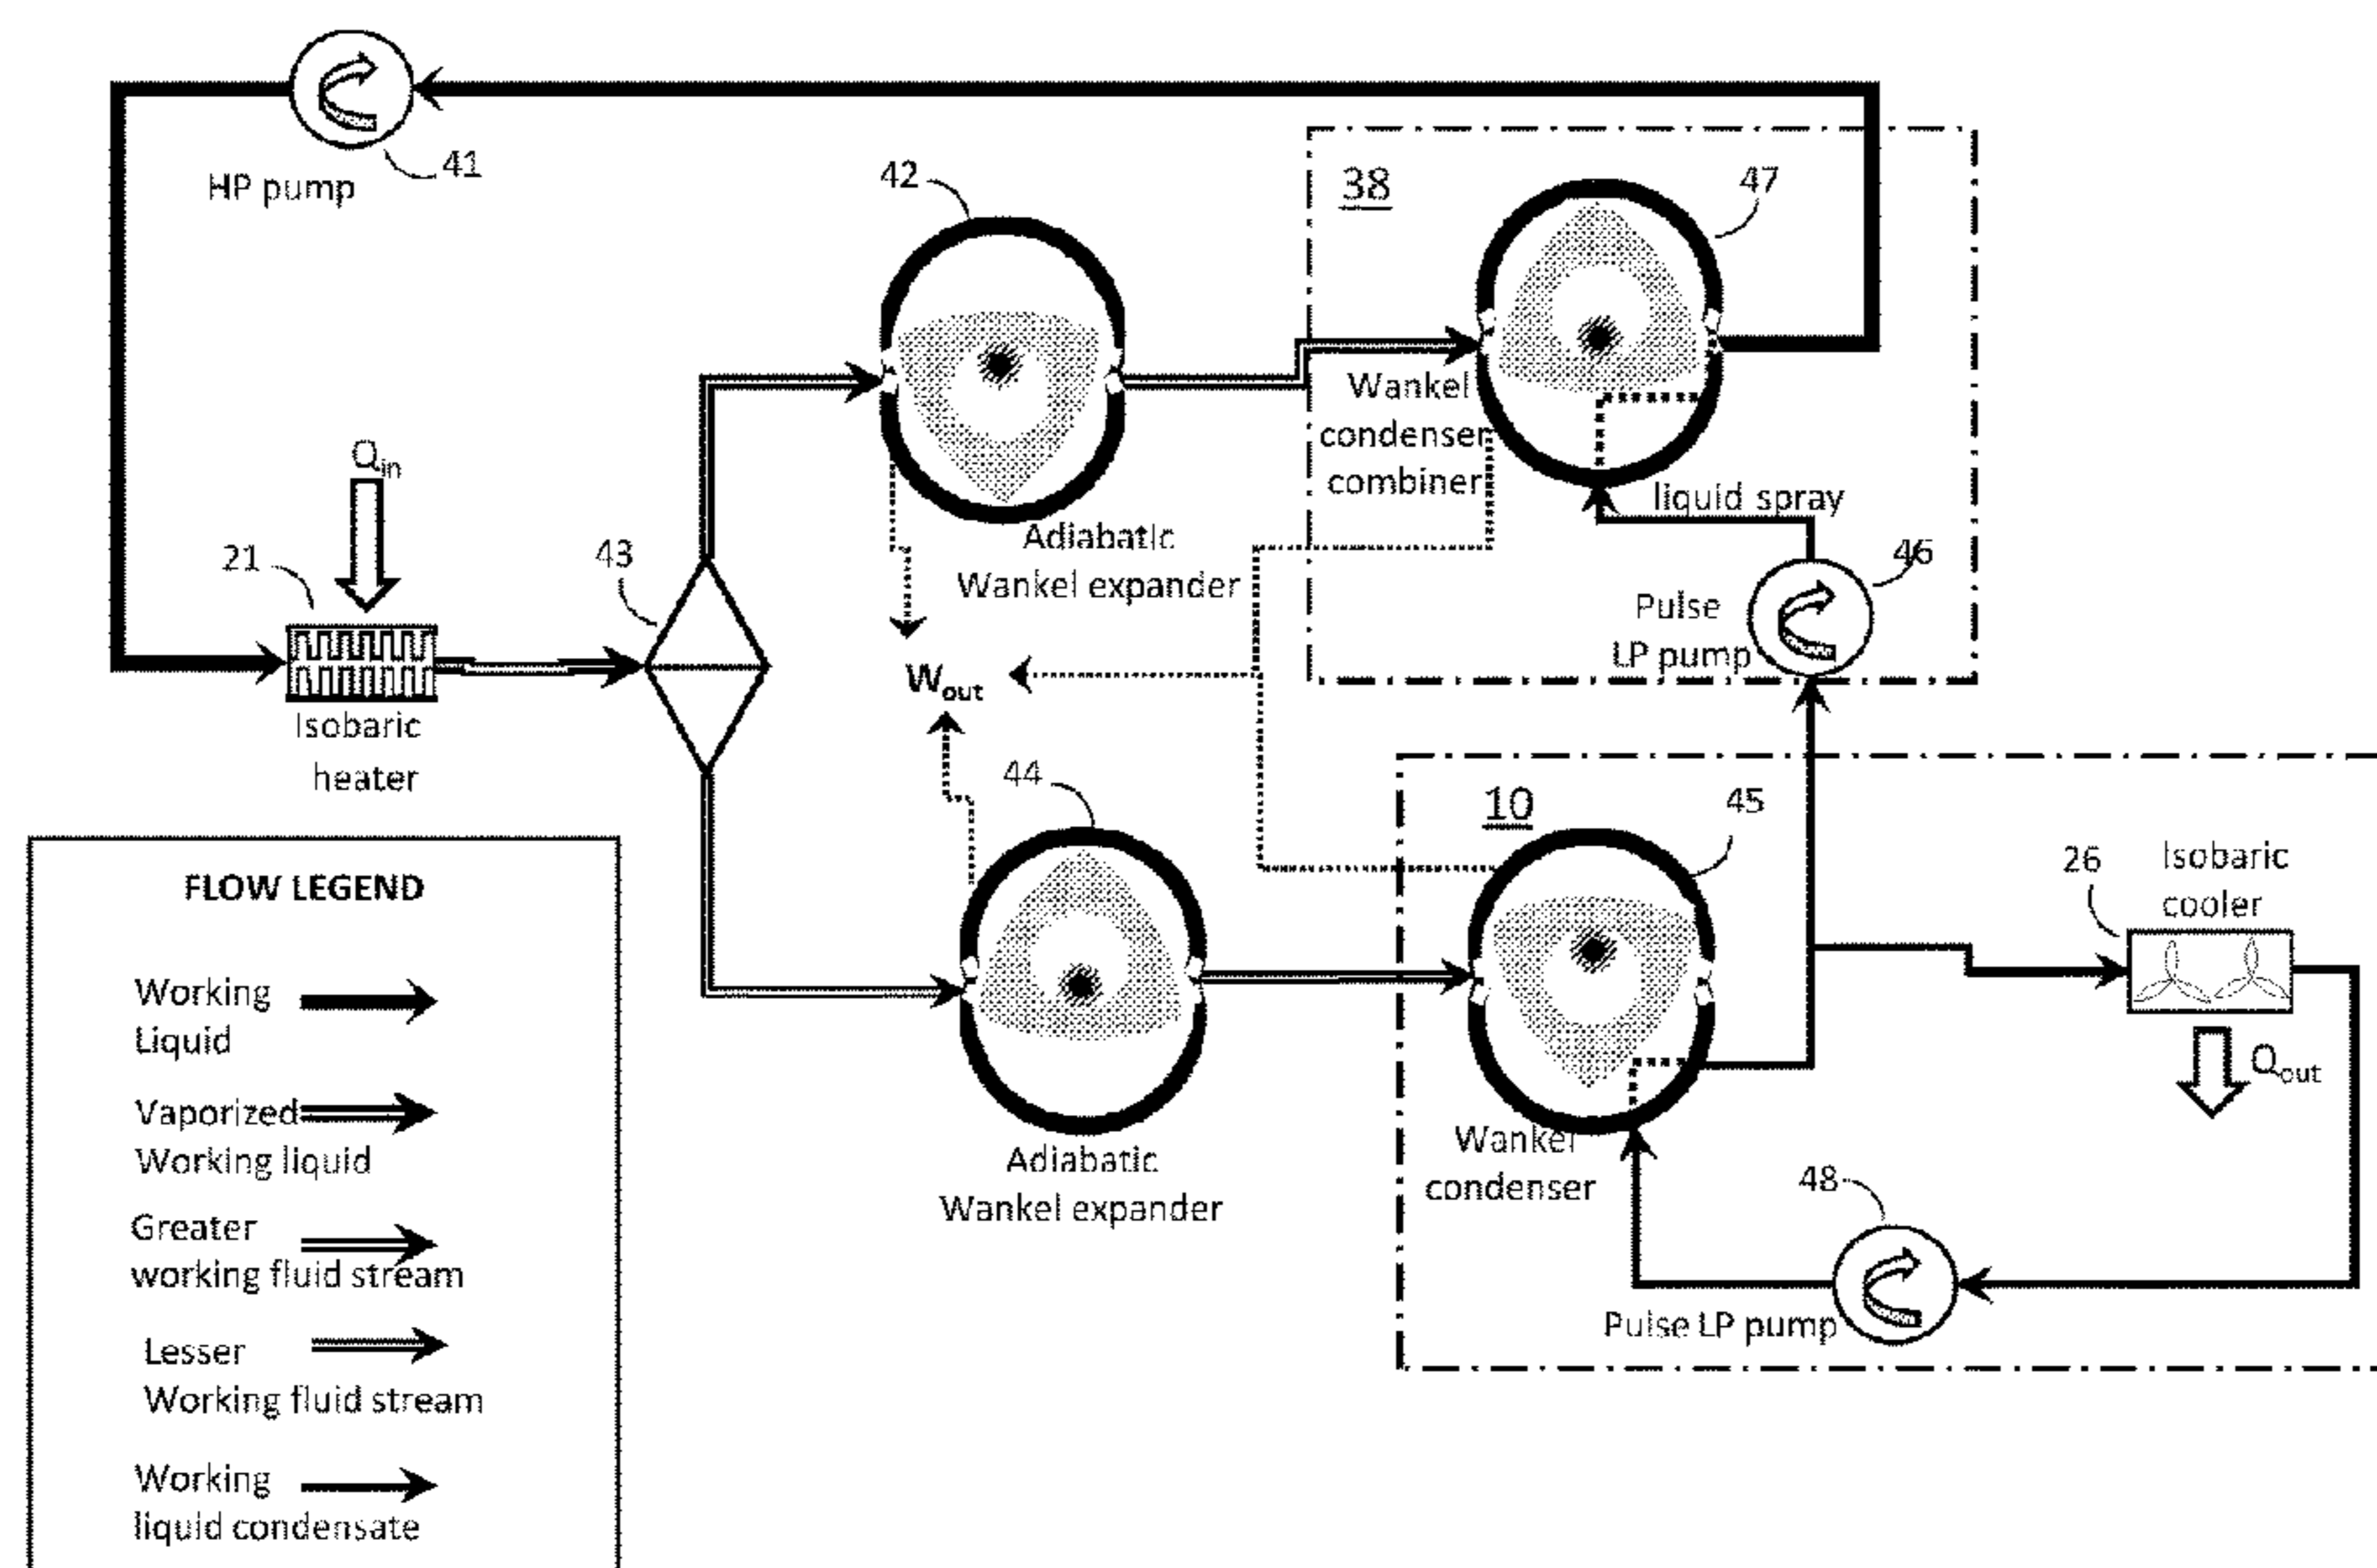 41
HP pump
42
38
47
Wankel
condenser
combiner
liquid spray
Adiabatic
Wankel expander
46
Pulse
LP pump
Qin
21
43
Isobaric
heater
Wout
44
10
45
26
Isobaric
cooler
Qout
Adiabatic
Wankel expander
Wankel
condenser
48
Pulse LP pump
FLOW LEGEND
Working
Liquid
Vaporized
Working liquid
Greater
working fluid stream
Lesser
Working fluid stream
Working
liquid condensate